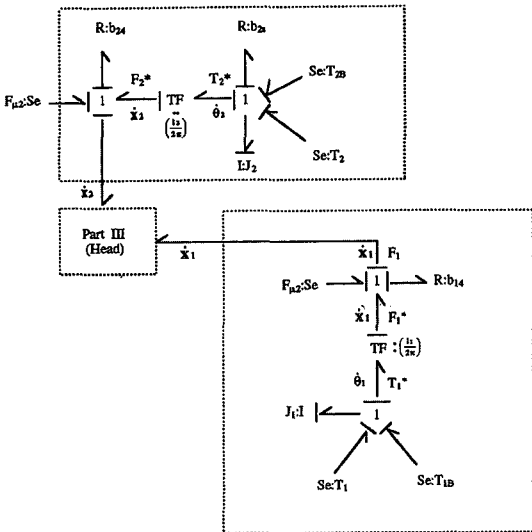 R:b₂₄ R:b₂ₛ
F₂* T₂* Se:T₂B
Fμ₂:Se 1 TF 1
ẋ₂ (l₂/2π) θ̇₂
Se:T₂
I:J₂
ẋ₂
Part III
(Head)
ẋ₁ ẋ₁ F₁
Fμ₂:Se 1 R:b₁₄
ẋ₁ F₁*
TF :(l₁/2π)
θ̇₁ T₁*
J₁:I 1
Se:T₁ Se:T₁B